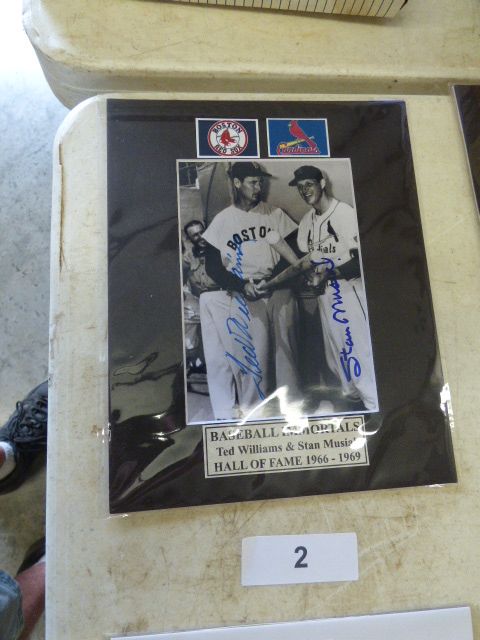 BOSTON
RED SOX
Cardinals
BOSTON
Cardinals
Ted Williams
Stan Musial
BASEBALL IMMORTALS
Ted Williams & Stan Musial
HALL OF FAME 1966 - 1969
2